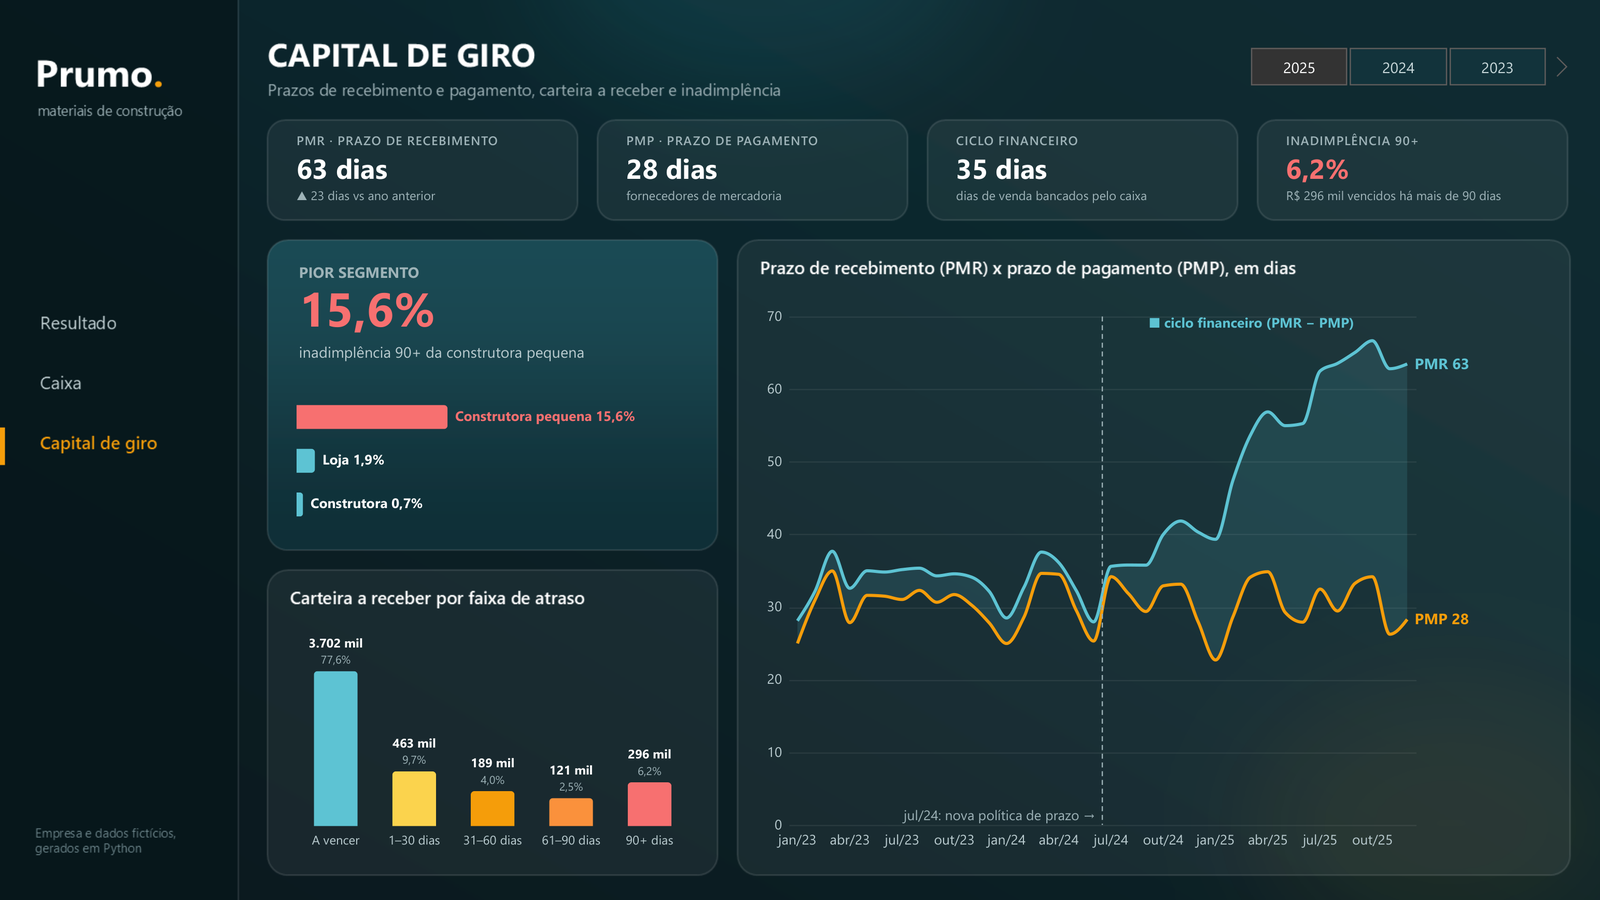 Prumo.
materiais de construção
Resultado
Caixa
Capital de giro
Empresa e dados fictícios,
gerados em Python
CAPITAL DE GIRO
Prazos de recebimento e pagamento, carteira a receber e inadimplência
2025
2024
2023
PMR · PRAZO DE RECEBIMENTO
63 dias
▲ 23 dias vs ano anterior
PMP · PRAZO DE PAGAMENTO
28 dias
fornecedores de mercadoria
CICLO FINANCEIRO
35 dias
dias de venda bancados pelo caixa
INADIMPLÊNCIA 90+
6,2%
R$ 296 mil vencidos há mais de 90 dias
PIOR SEGMENTO
15,6%
inadimplência 90+ da construtora pequena
Construtora pequena 15,6%
Loja 1,9%
Construtora 0,7%
Carteira a receber por faixa de atraso
3.702 mil
77,6%
463 mil
9,7%
189 mil
4,0%
121 mil
2,5%
296 mil
6,2%
A vencer
1–30 dias
31–60 dias
61–90 dias
90+ dias
Prazo de recebimento (PMR) x prazo de pagamento (PMP), em dias
ciclo financeiro (PMR − PMP)
70
60
50
40
30
20
10
0
PMR 63
PMP 28
jul/24: nova política de prazo →
jan/23
abr/23
jul/23
out/23
jan/24
abr/24
jul/24
out/24
jan/25
abr/25
jul/25
out/25